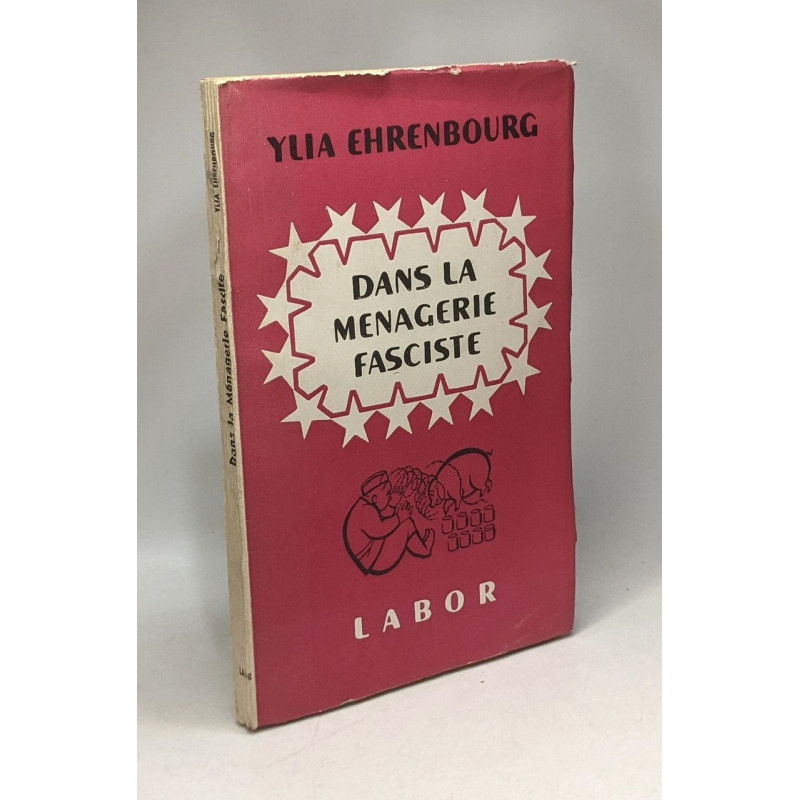 YLIA EHRENBOURG
DANS LA
MENAGERIE
FASCISTE
LABOR
YLIA EHRENBOURG
Dans la Ménagerie Fasciste